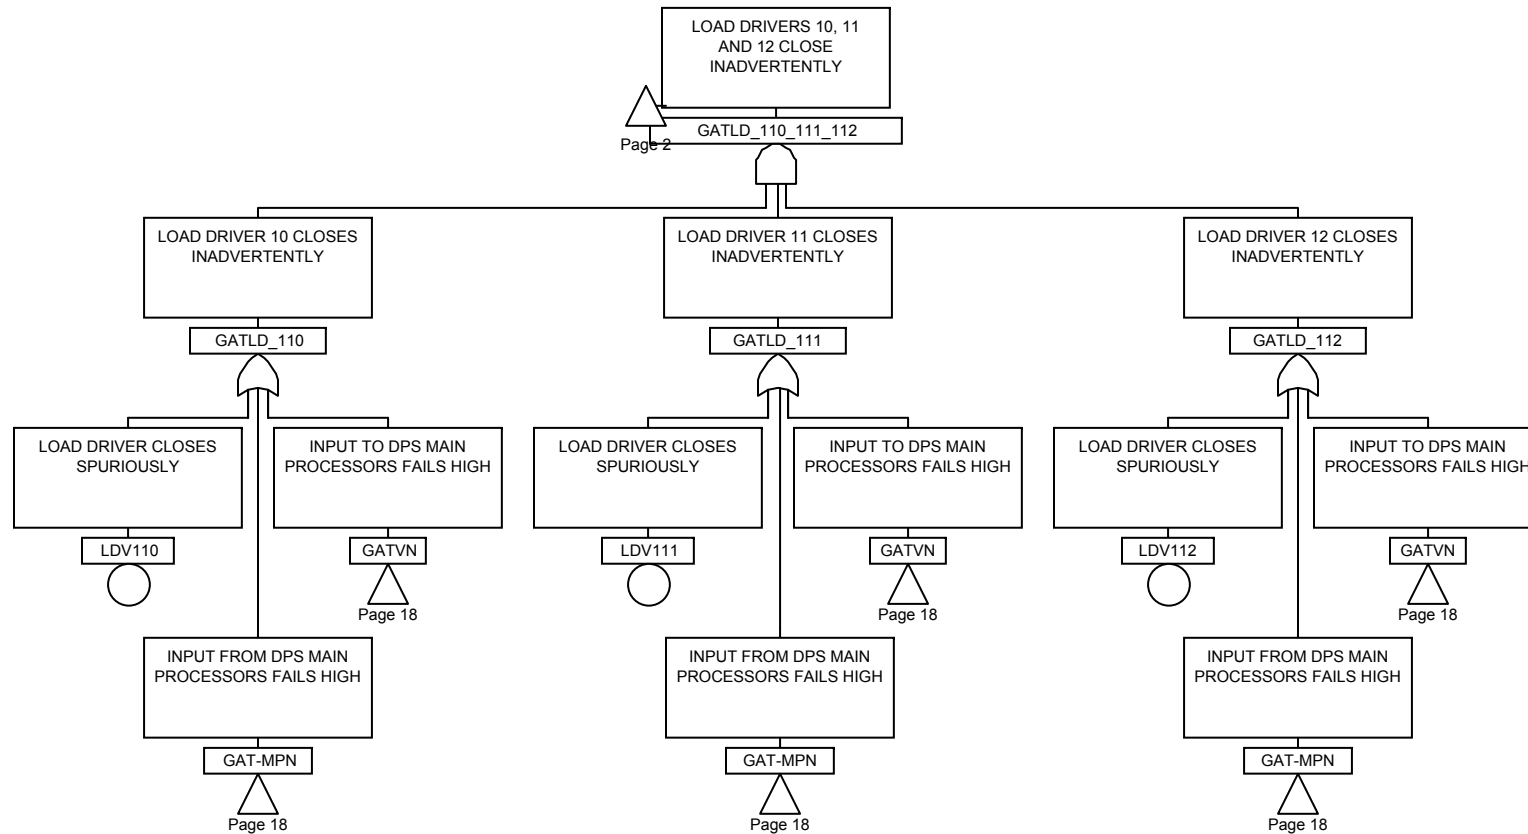 LOAD DRIVERS 10, 11
AND 12 CLOSE
INADVERTENTLY
GATLD_110_111_112
Page 2
LOAD DRIVER 10 CLOSES
INADVERTENTLY
LOAD DRIVER 11 CLOSES
INADVERTENTLY
LOAD DRIVER 12 CLOSES
INADVERTENTLY
GATLD_110
GATLD_111
GATLD_112
LOAD DRIVER CLOSES
SPURIOUSLY
INPUT TO DPS MAIN
PROCESSORS FAILS HIGH
LOAD DRIVER CLOSES
SPURIOUSLY
INPUT TO DPS MAIN
PROCESSORS FAILS HIGH
LOAD DRIVER CLOSES
SPURIOUSLY
INPUT TO DPS MAIN
PROCESSORS FAILS HIGH
LDV110
GATVN
LDV111
GATVN
LDV112
GATVN
Page 18
Page 18
Page 18
INPUT FROM DPS MAIN
PROCESSORS FAILS HIGH
INPUT FROM DPS MAIN
PROCESSORS FAILS HIGH
INPUT FROM DPS MAIN
PROCESSORS FAILS HIGH
GAT-MPN
GAT-MPN
GAT-MPN
Page 18
Page 18
Page 18